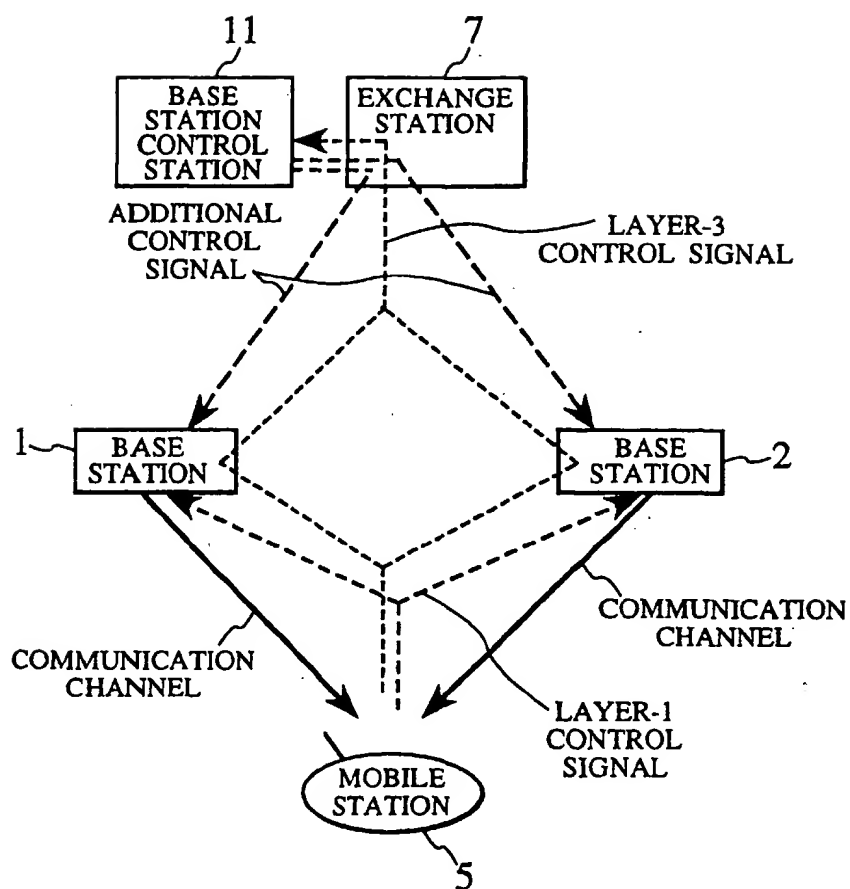 11
7
BASE
STATION
CONTROL
STATION
EXCHANGE
STATION
ADDITIONAL
CONTROL
SIGNAL
LAYER-3
CONTROL SIGNAL
1
BASE
STATION
BASE
STATION
2
COMMUNICATION
CHANNEL
COMMUNICATION
CHANNEL
LAYER-1
CONTROL
SIGNAL
MOBILE
STATION
5